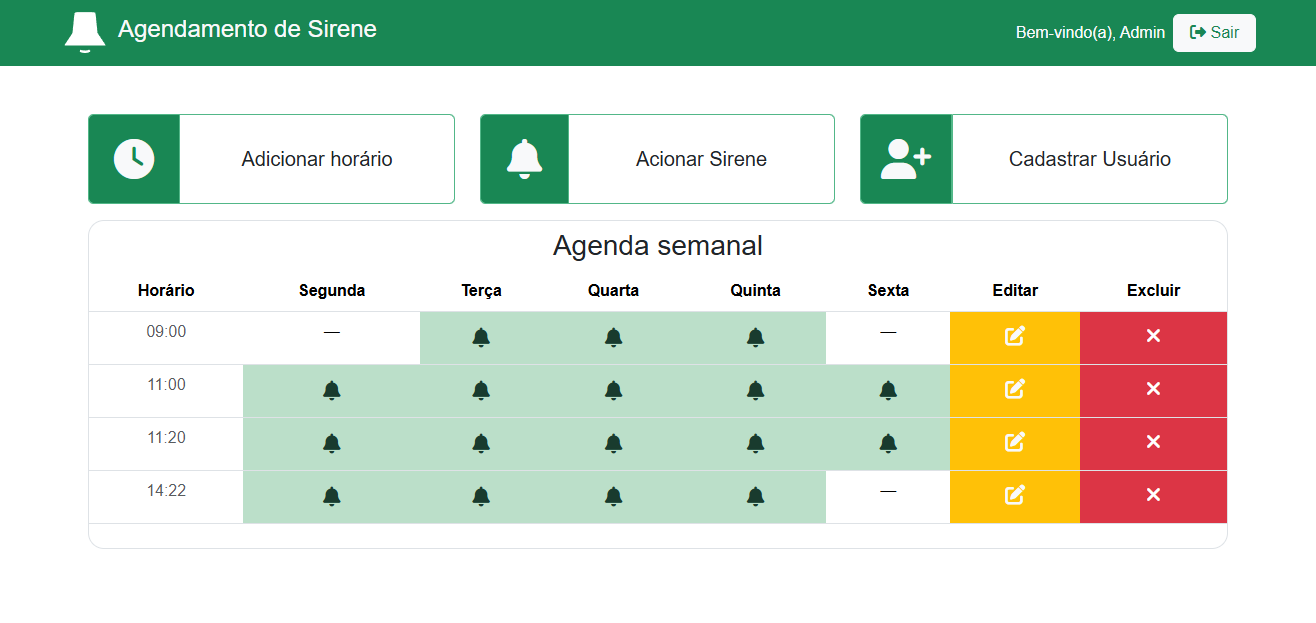 Agendamento de Sirene
Bem-vindo(a), Admin Sair
Adicionar horário Acionar Sirene Cadastrar Usuário
Agenda semanal
Horário Segunda Terça Quarta Quinta Sexta Editar Excluir
09:00 — —
11:00
11:20
14:22 —